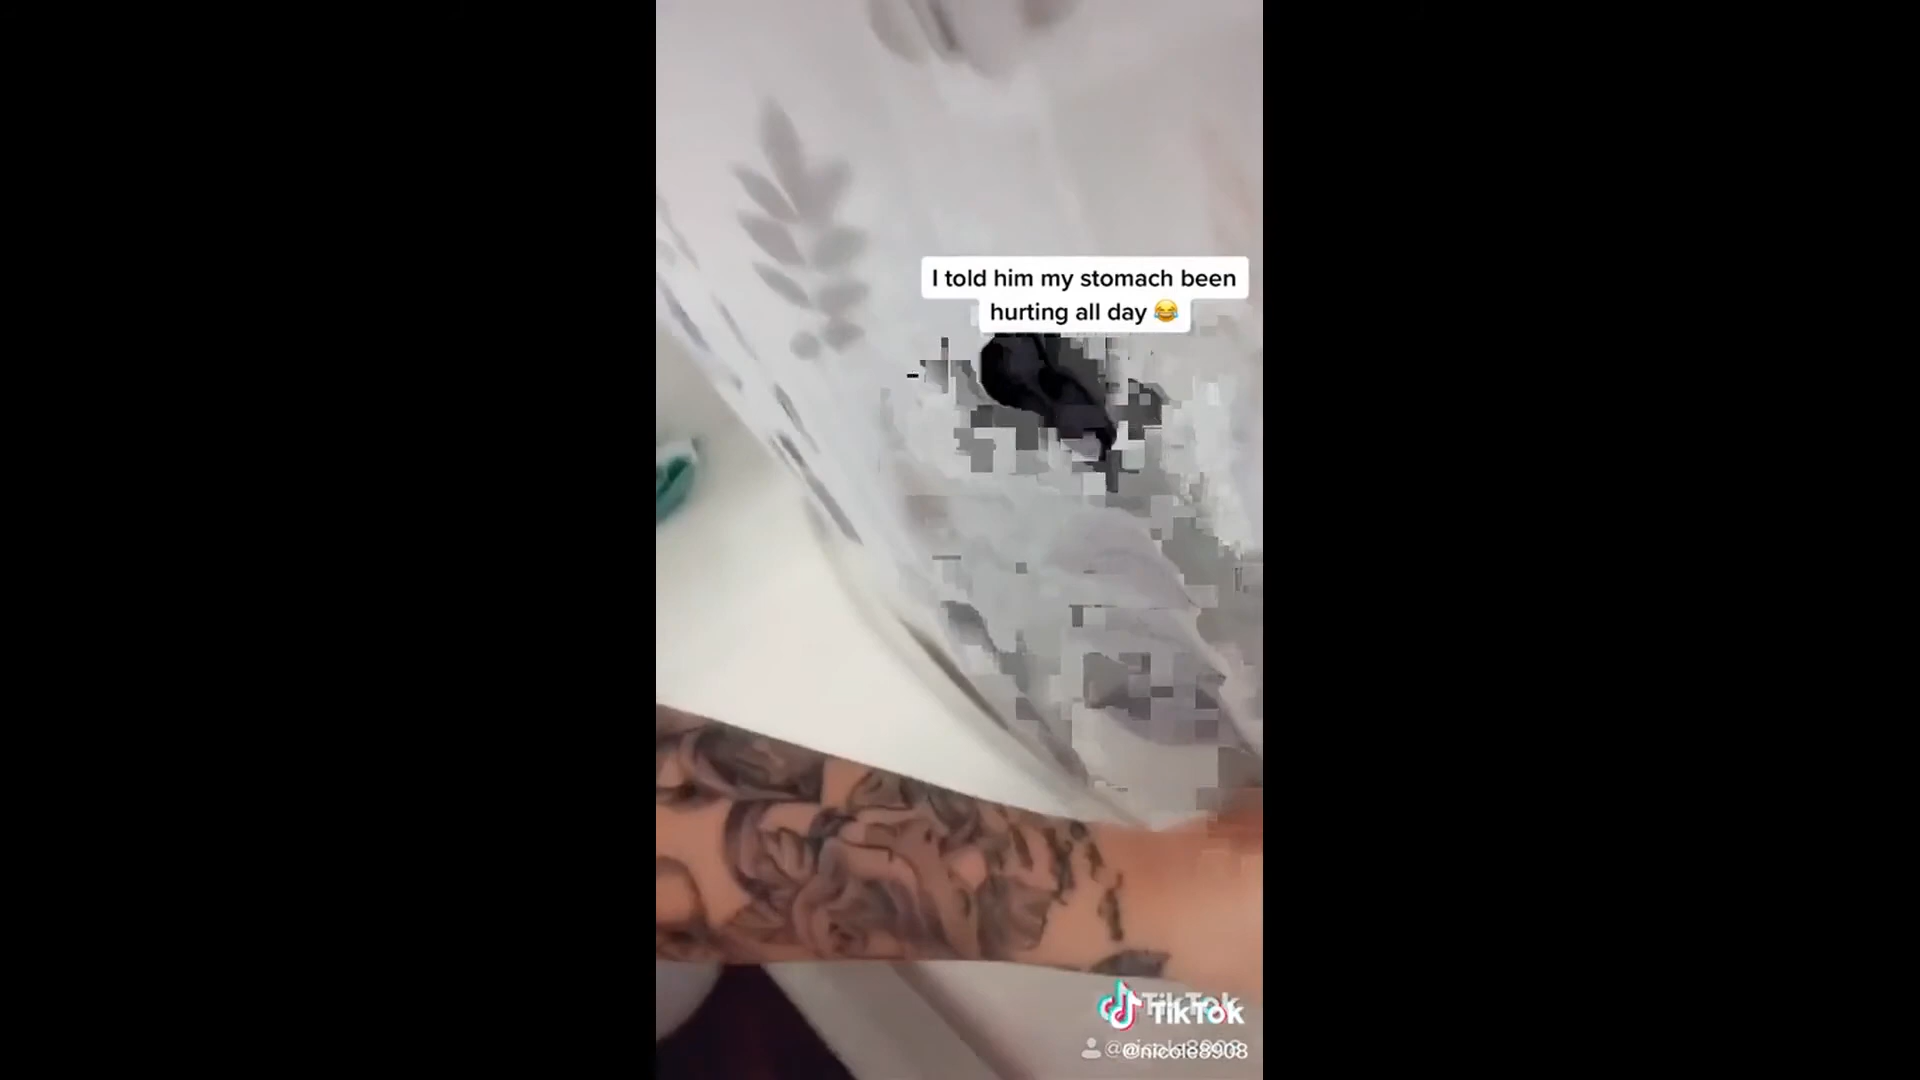 I told him my stomach been
hurting all day 😂
TikTok
@nicole8908